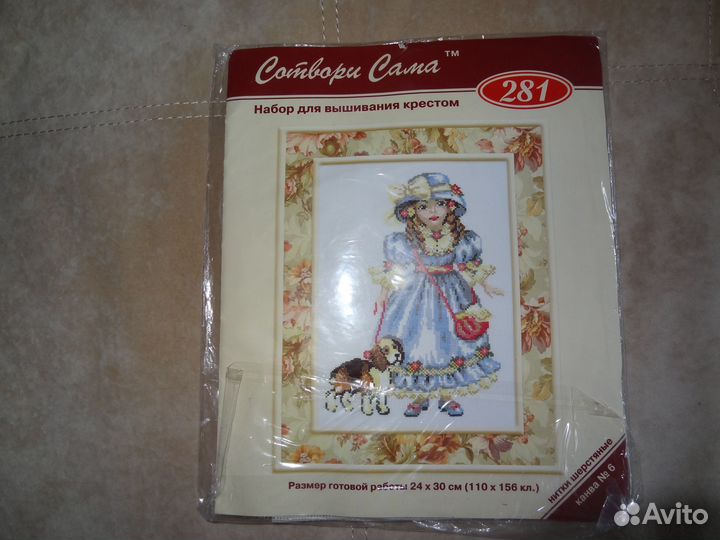 Сотвори Сама™
281
Набор для вышивания крестом
Размер готовой работы 24 x 30 см (110 x 156 кл.)
нитки шерстяные
канва № 6
Avito